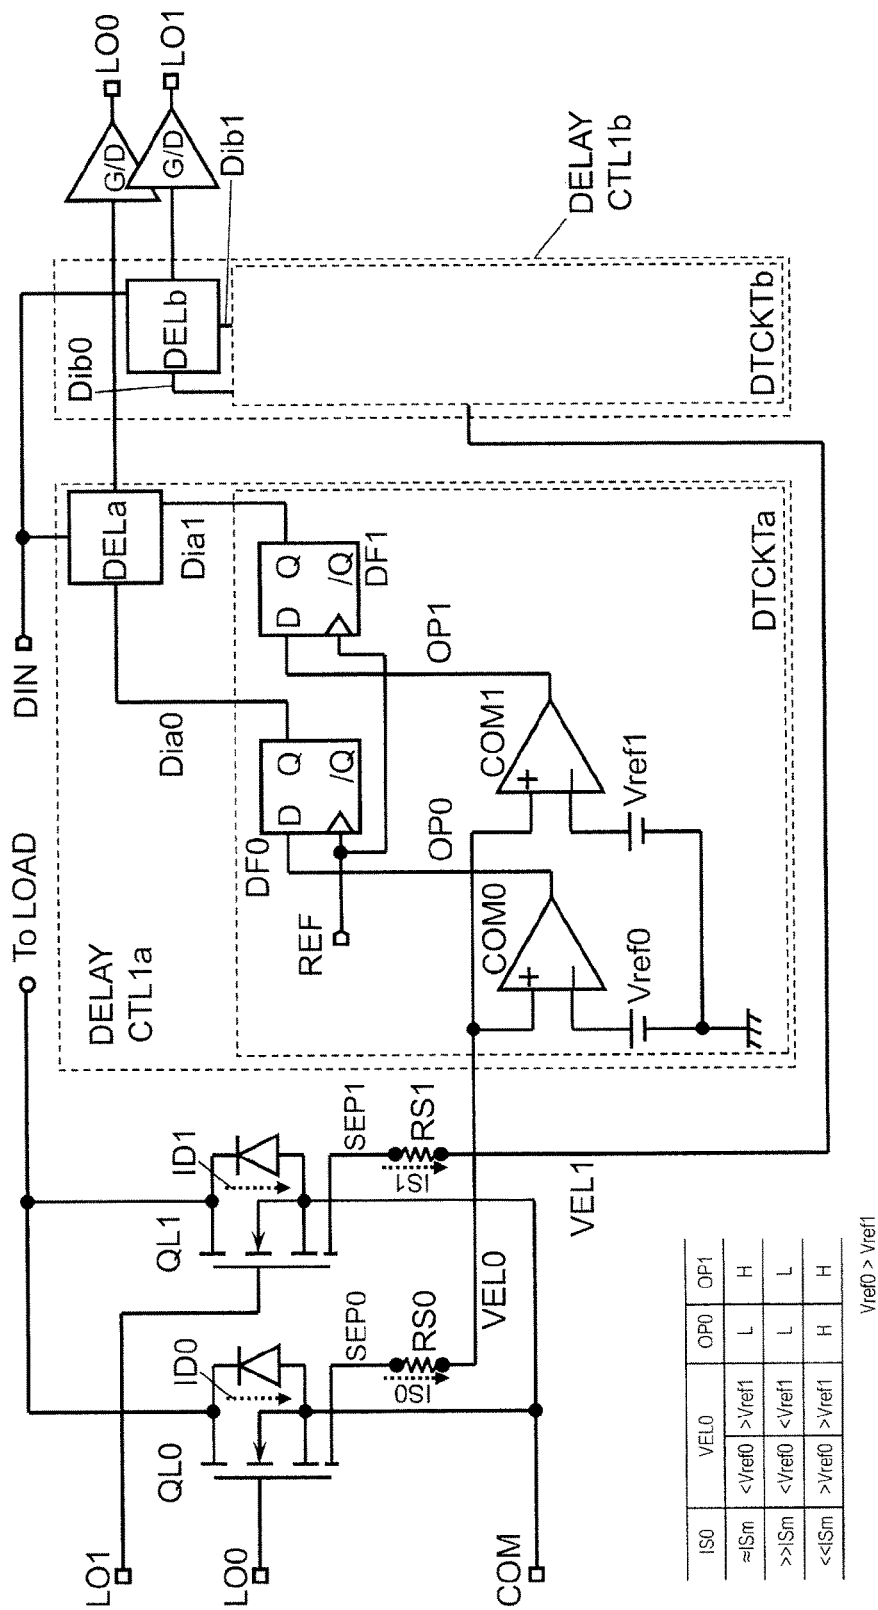 LO0
LO1
G/D
G/D
Dib1
DELAY
CTL1b
DELb
Dib0
DTCKTb
DIN
DELa
Dia1
Dia0
D Q
/Q
DF1
D Q
/Q
DF0
REF
OP1
OP0
COM1
+
−
Vref1
COM0
+
−
Vref0
DTCKTa
DELAY
CTL1a
To LOAD
QL1
ID1
SEP1
IS1
RS1
VEL1
QL0
ID0
SEP0
IS0
RS0
VEL0
LO1
LO0
COM
IS0 VEL0 OP0 OP1
≈ISm <Vref0 >Vref1 L H
>>ISm <Vref0 <Vref1 L L
<<ISm >Vref0 >Vref1 H H
Vref0 > Vref1